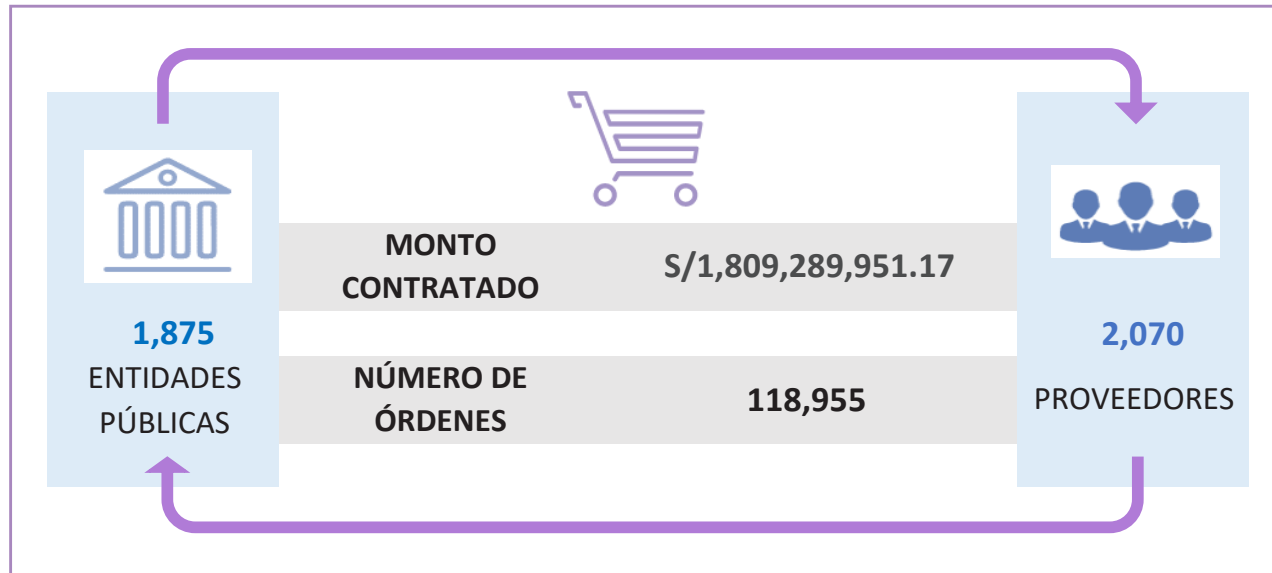 1,875
ENTIDADES
PÚBLICAS
MONTO
CONTRATADO
S/1,809,289,951.17
NÚMERO DE
ÓRDENES
118,955
2,070
PROVEEDORES